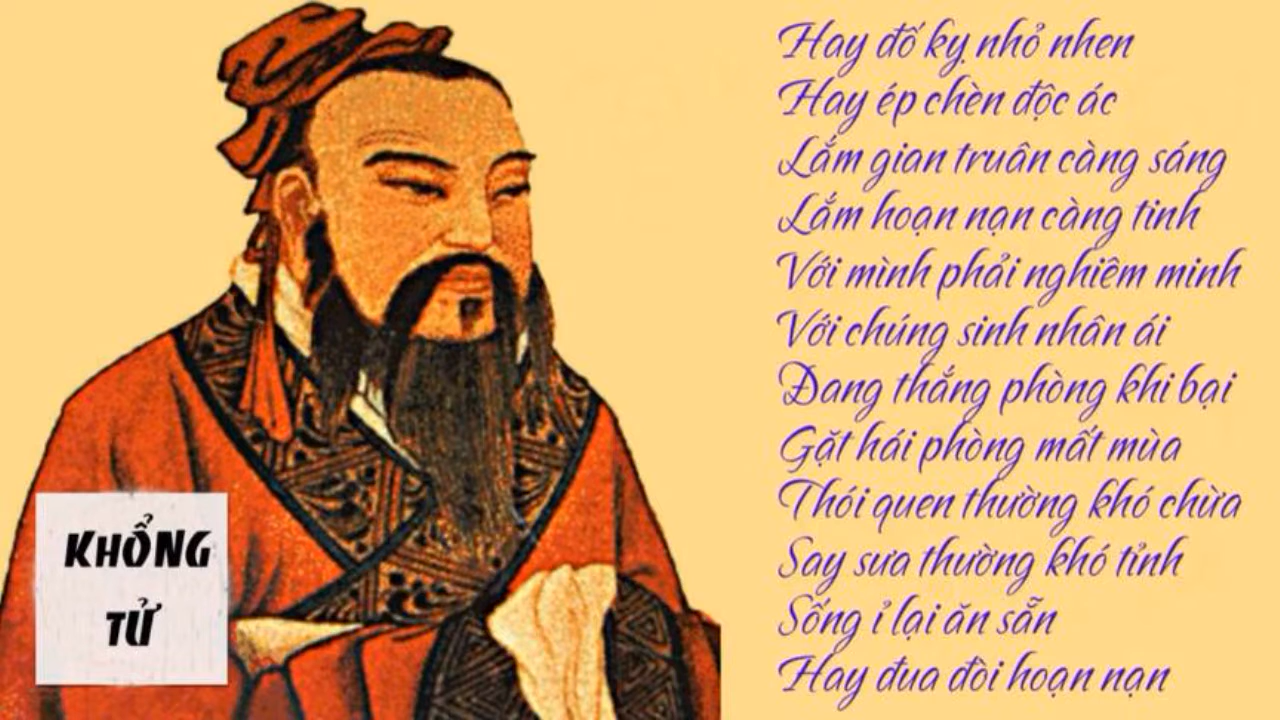 Hay đố kỵ nhỏ nhen
Hay ép chèn độc ác
Lắm gian truân càng sáng
Lắm hoạn nạn càng tinh
Với mình phải nghiêm minh
Với chúng sinh nhân ái
Đang thắng phòng khi bại
Gặt hái phòng mất mùa
Thói quen thường khó chừa
Say sưa thường khó tỉnh
Sống ỉ lại ăn sẵn
Hay đua đòi hoạn nạn
KHỔNG
TỬ